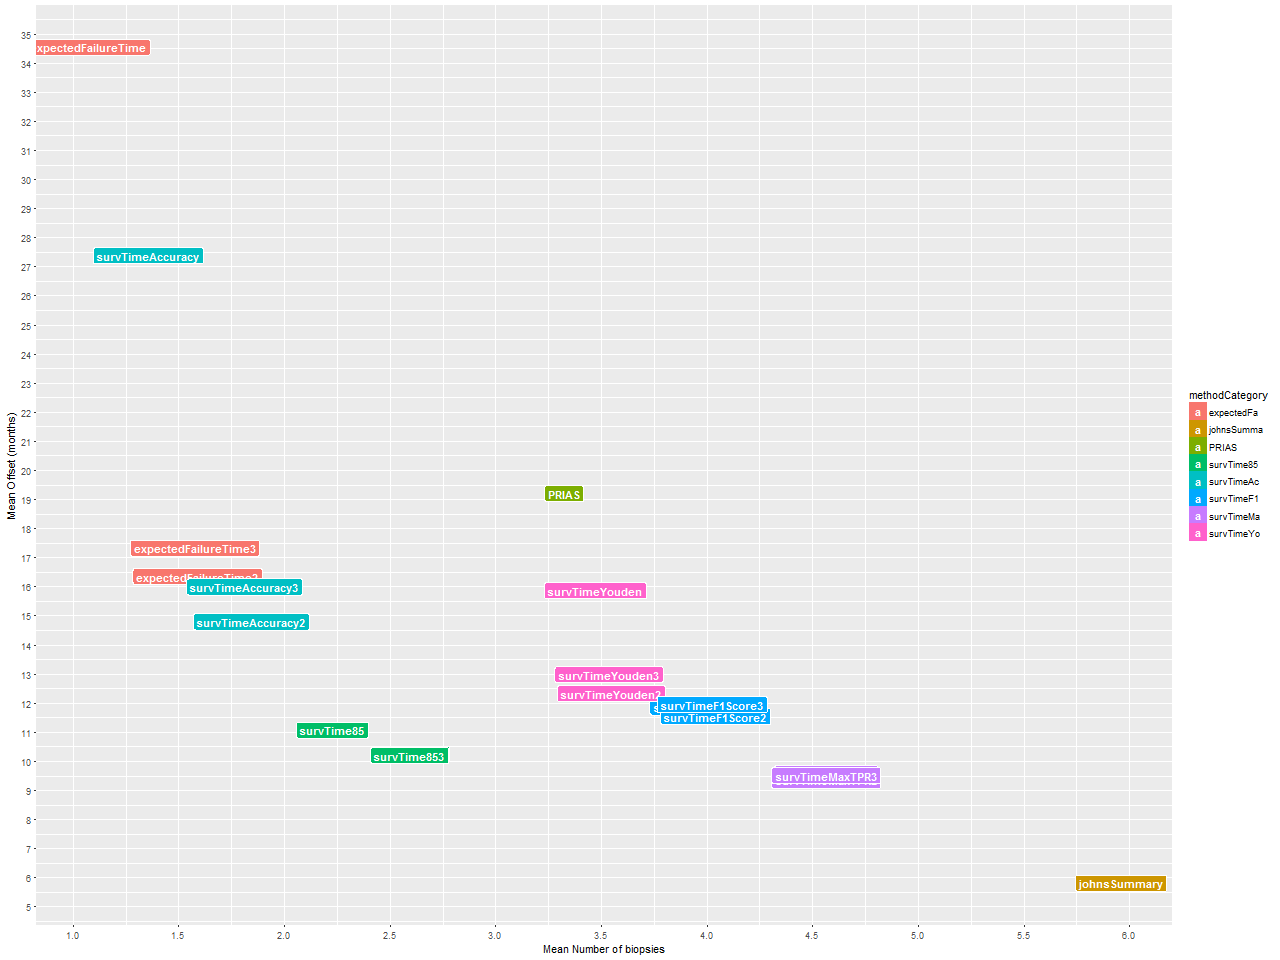 35
xpectedFailureTime
34
33
32
31
30
29
28
survTimeAccuracy
27
26
25
24
23
22
21
20
PRIAS
19
18
expectedFailureTime3
17
survTimeAccuracy3
16
survTimeYouden
15
survTimeAccuracy2
14
13
survTimeYouden3
survTimeYouden2
12
survTimeF1Score3
survTimeF1Score2
11
survTime85
survTime853
10
survTimeMaxTPR3
9
8
7
6
johnsSummary
5
Mean Offset (months)
1.0 1.5 2.0 2.5 3.0 3.5 4.0 4.5 5.0 5.5 6.0
Mean Number of biopsies
methodCategory
a expectedFa
a johnsSumma
a PRIAS
a survTime85
a survTimeAc
a survTimeF1
a survTimeMa
a survTimeYo